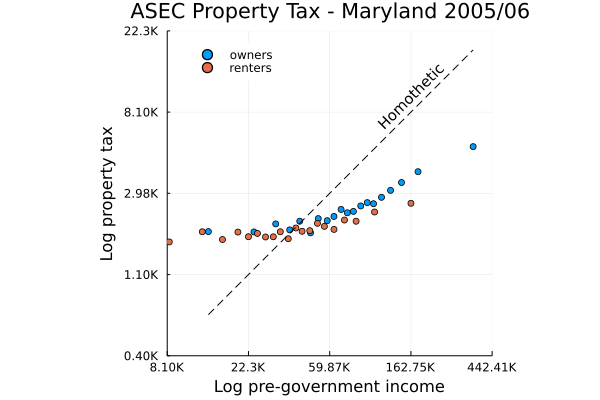 ASEC Property Tax - Maryland 2005/06
22.3K
owners
renters
Homothetic
8.10K
2.98K
1.10K
0.40K
Log property tax
8.10K 22.3K 59.87K 162.75K 442.41K
Log pre-government income